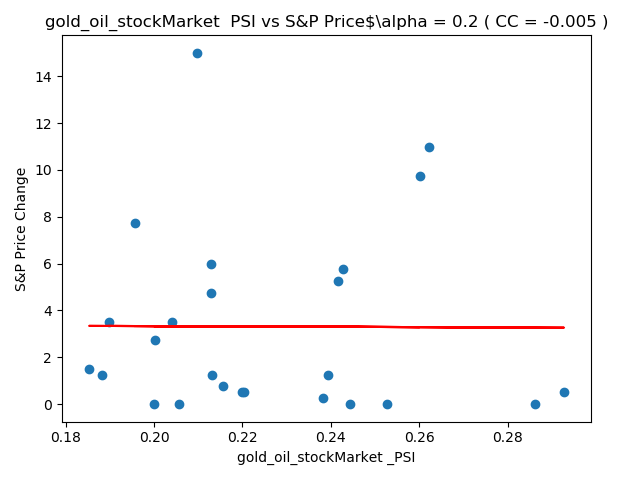 gold_oil_stockMarket  PSI vs S&P Price$\alpha = 0.2 ( CC = -0.005 )
14
12
10
8
6
4
2
0
S&P Price Change
0.18 0.20 0.22 0.24 0.26 0.28
gold_oil_stockMarket _PSI